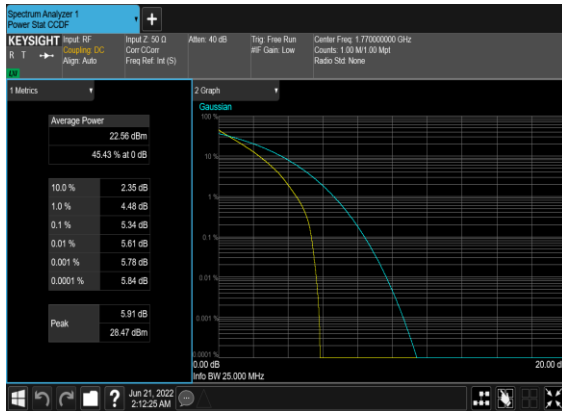 Spectrum Analyzer 1
Power Stat CCDF
KEYSIGHT
R T
Input: RF
Coupling: DC
Align: Auto
Input Z: 50 Ω
Corr CCorr
Freq Ref: Int (S)
Atten: 40 dB
Trig: Free Run
#IF Gain: Low
Center Freq: 1.770000000 GHz
Counts: 1.00 M/1.00 Mpt
Radio Std: None
1 Metrics
Average Power
22.56 dBm
45.43 % at 0 dB
10.0 % 2.35 dB
1.0 % 4.48 dB
0.1 % 5.34 dB
0.01 % 5.61 dB
0.001 % 5.78 dB
0.0001 % 5.84 dB
Peak
5.91 dB
28.47 dBm
2 Graph
Gaussian
100 %
10 %
1 %
0.1 %
0.01 %
0.001 %
0.0001 %
0.00 dB
20.00 d
Info BW 25.000 MHz
Jun 21, 2022
2:12:25 AM